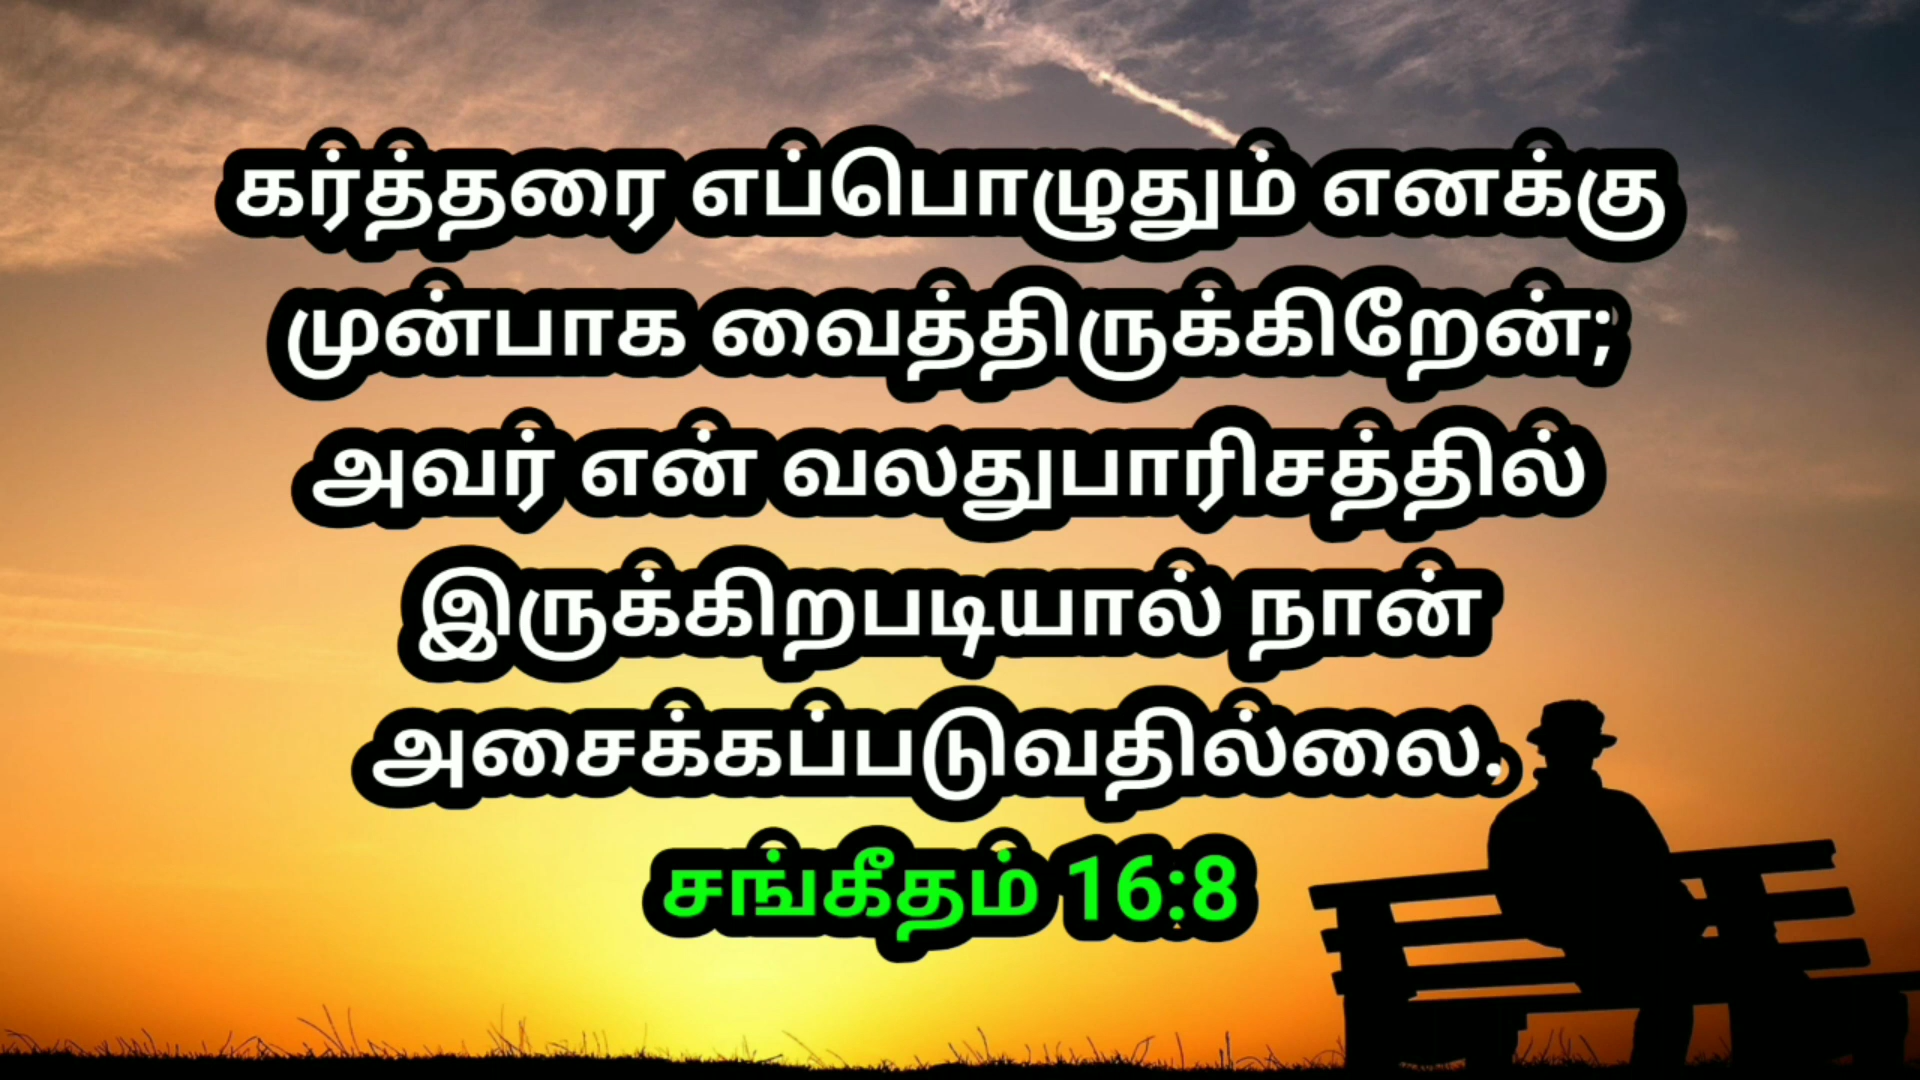 கர்த்தரை எப்பொழுதும் எனக்கு
முன்பாக வைத்திருக்கிறேன்;
அவர் என் வலதுபாரிசத்தில்
இருக்கிறபடியால் நான்
அசைக்கப்படுவதில்லை.
சங்கீதம் 16:8